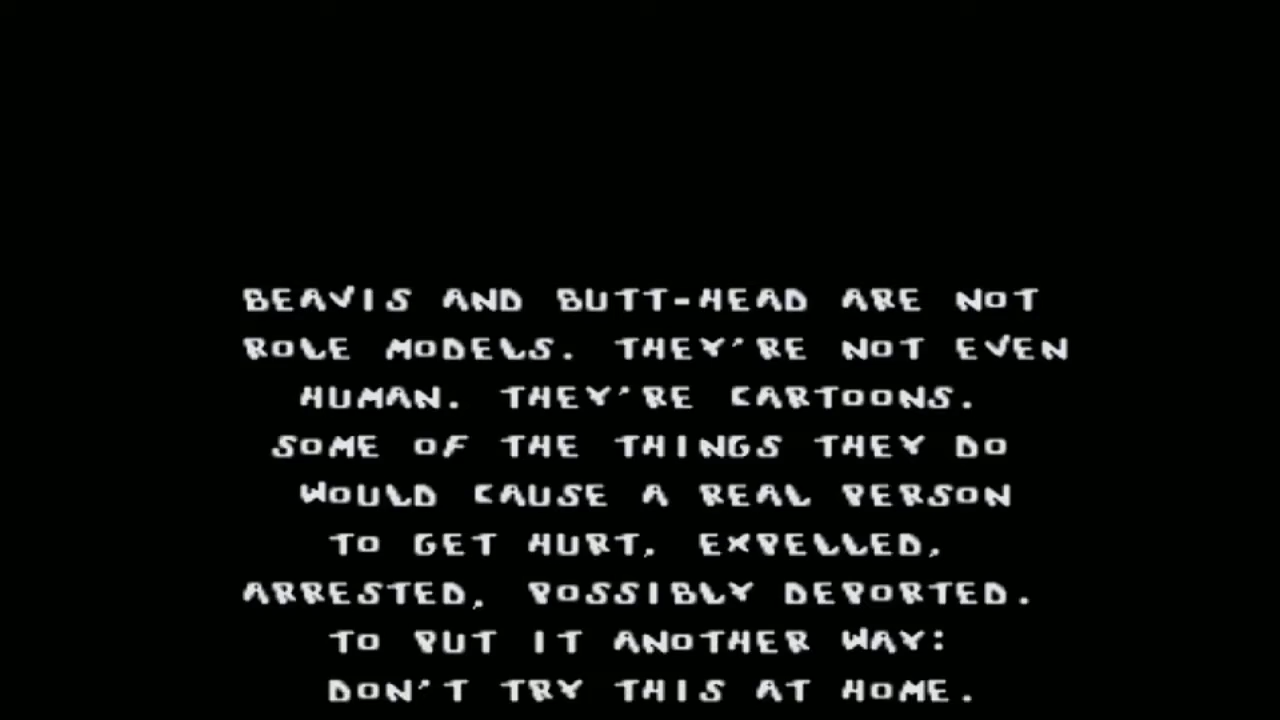 BEAVIS AND BUTT-HEAD ARE NOT
ROLE MODELS. THEY'RE NOT EVEN
HUMAN. THEY'RE CARTOONS.
SOME OF THE THINGS THEY DO
WOULD CAUSE A REAL PERSON
TO GET HURT, EXPELLED,
ARRESTED, POSSIBLY DEPORTED.
TO PUT IT ANOTHER WAY:
DON'T TRY THIS AT HOME.